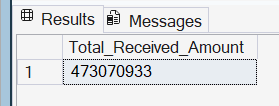 Results Messages
Total_Received_Amount
1 473070933